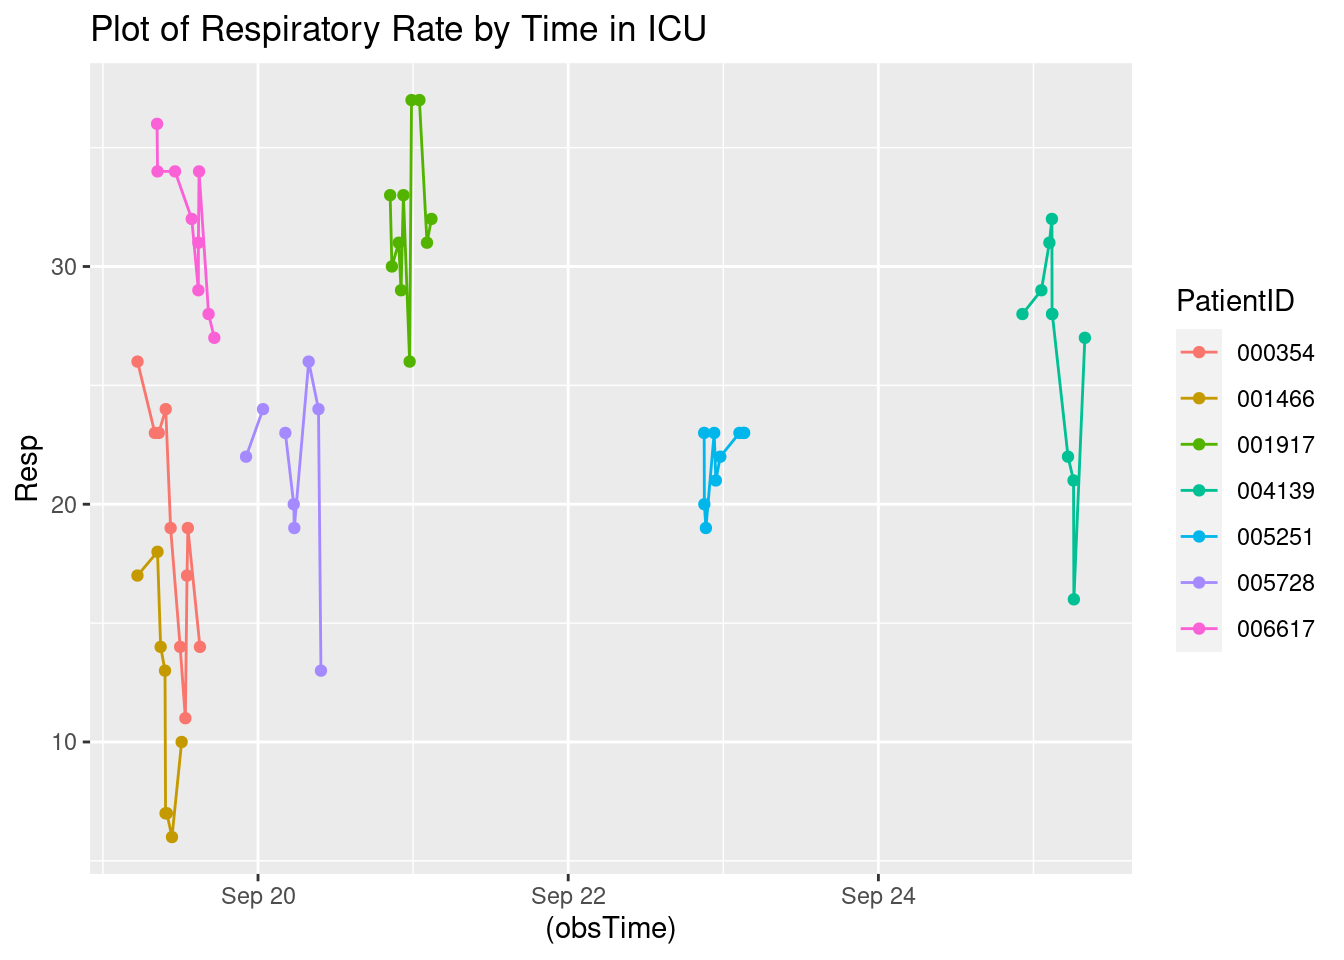 Plot of Respiratory Rate by Time in ICU
30
20
10
Resp
Sep 20
Sep 22
Sep 24
(obsTime)
PatientID
000354
001466
001917
004139
005251
005728
006617